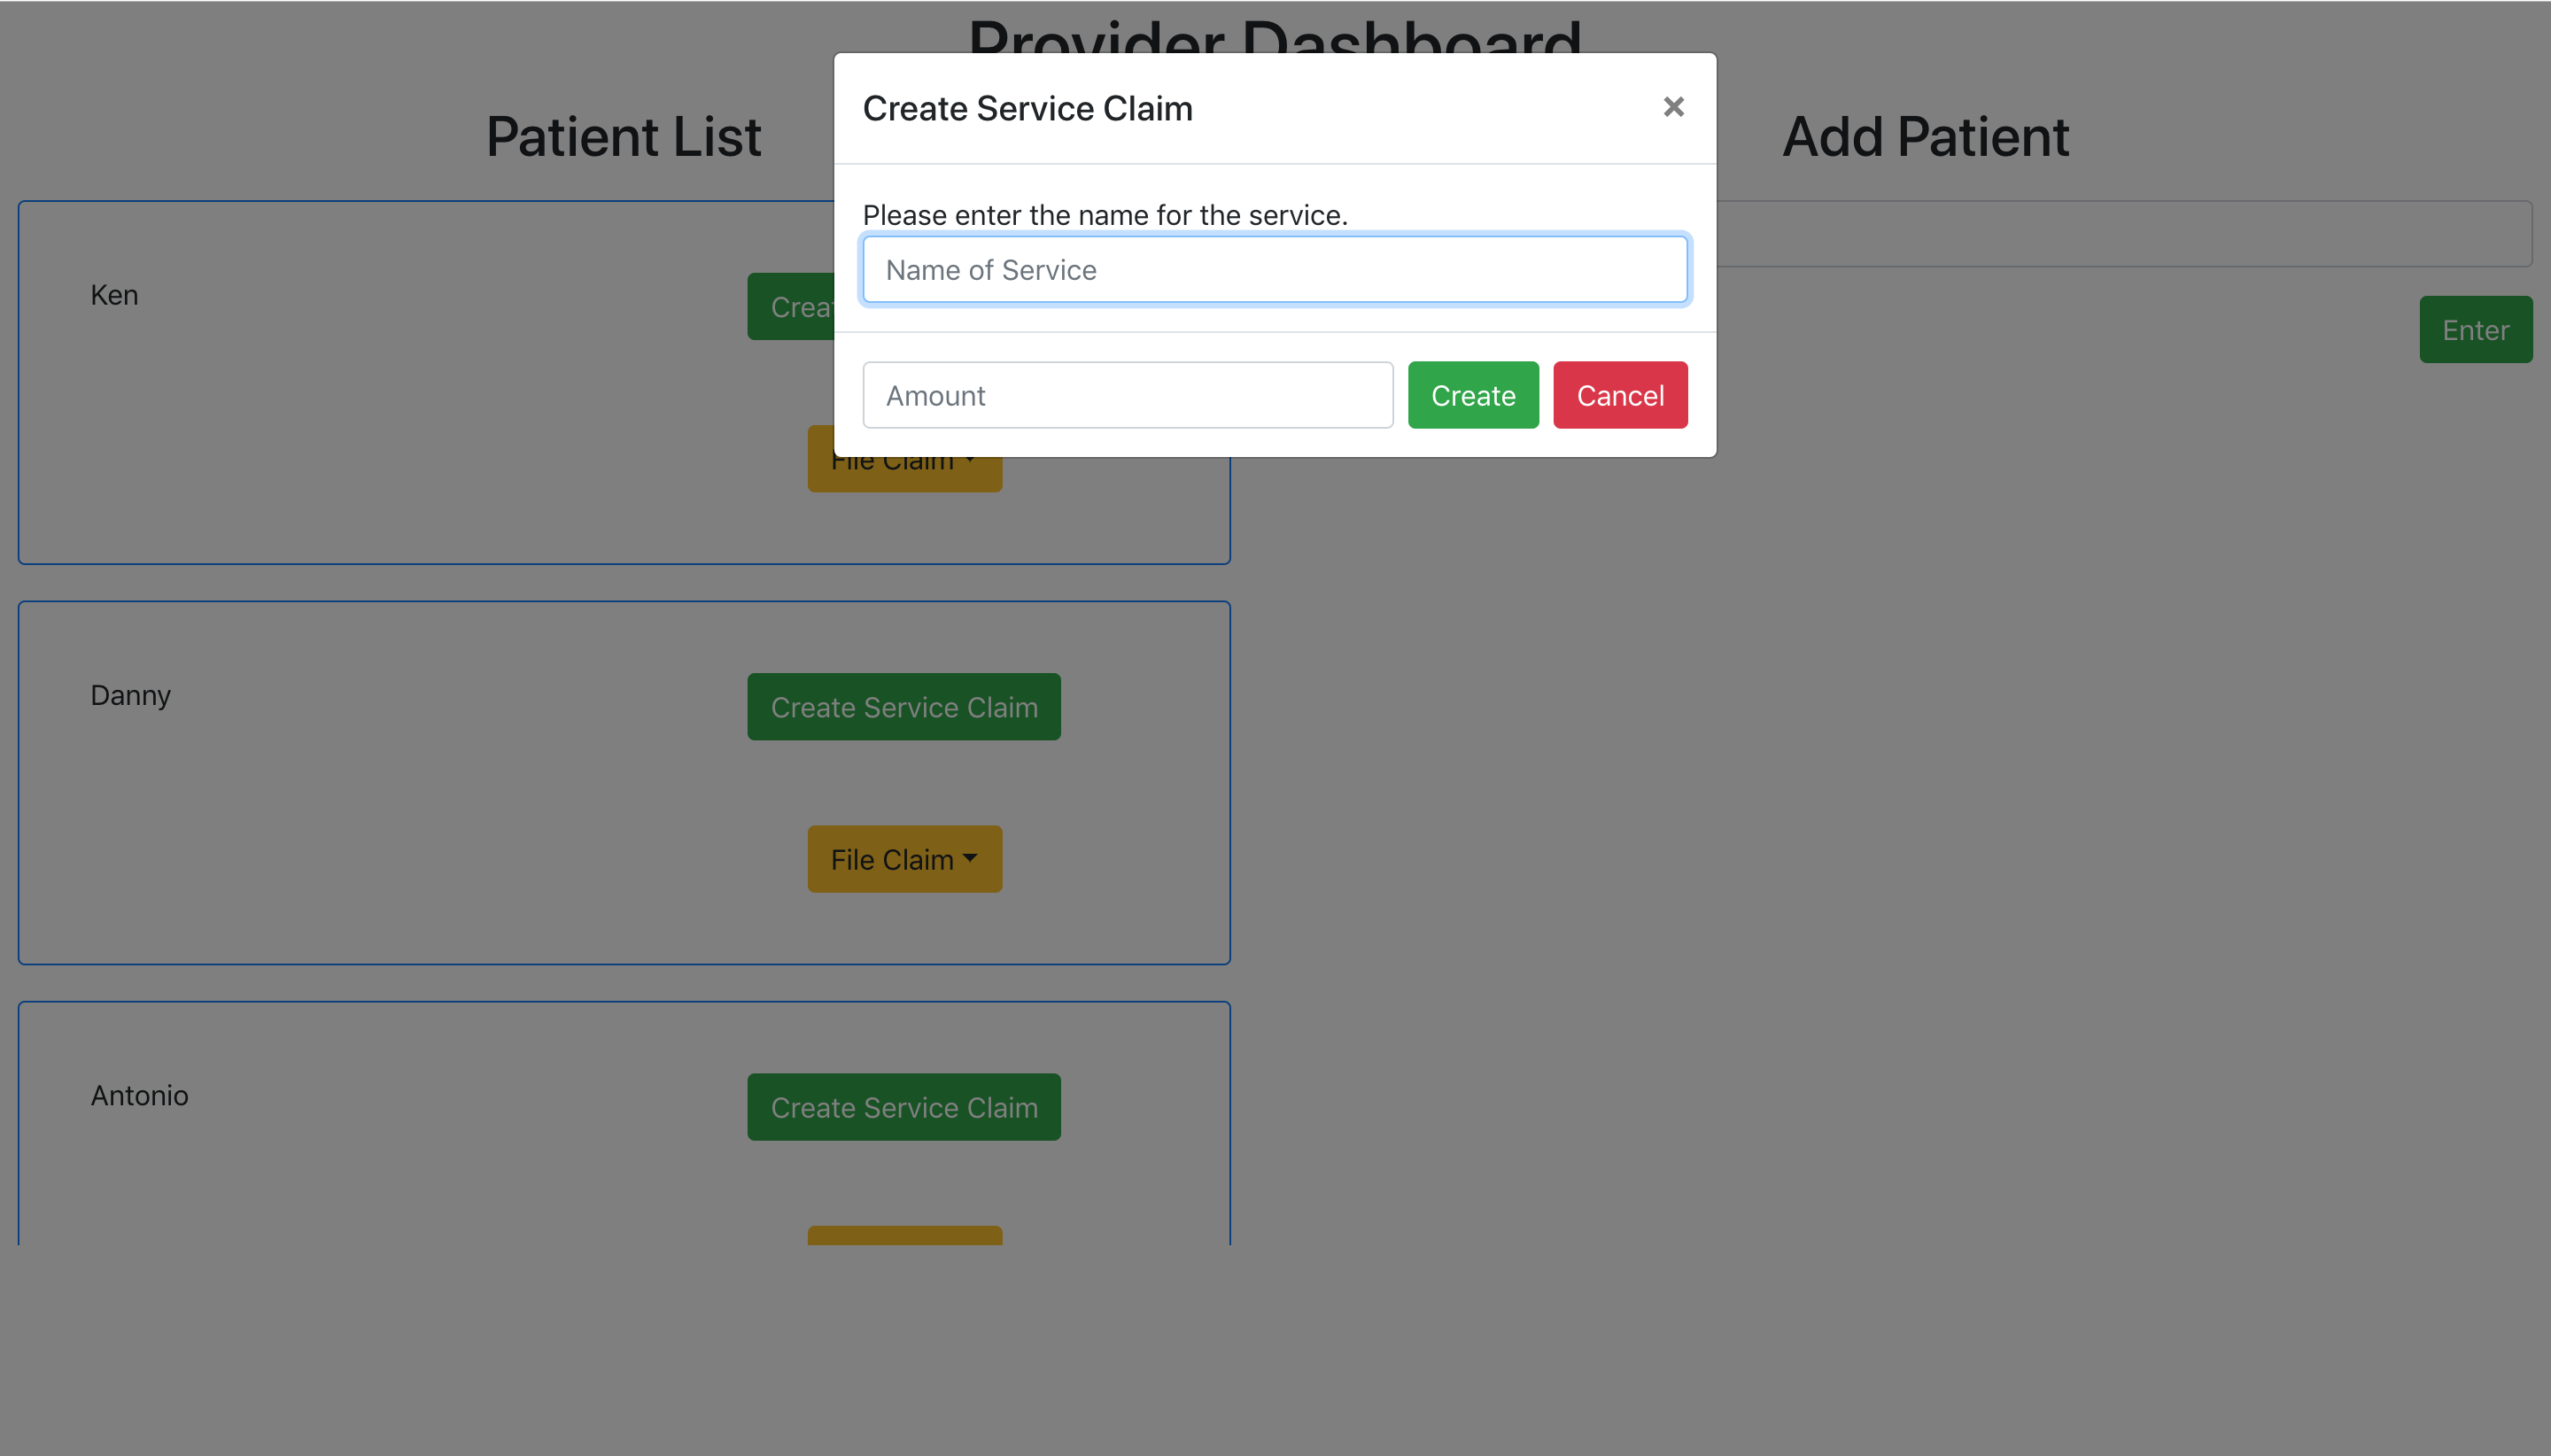 Provider Dashboard
Patient List
Add Patient
Create Service Claim
×
Please enter the name for the service.
Name of Service
Amount
Create
Cancel
Ken
File Claim
Enter
Danny
Create Service Claim
File Claim
Antonio
Create Service Claim